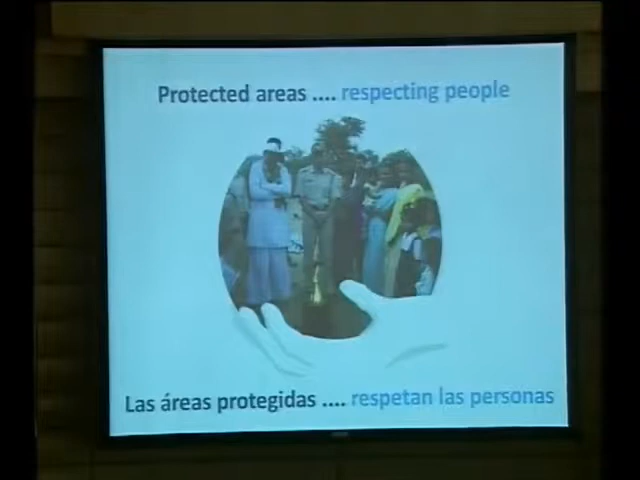 Protected areas .... respecting people
Las áreas protegidas .... respetan las personas